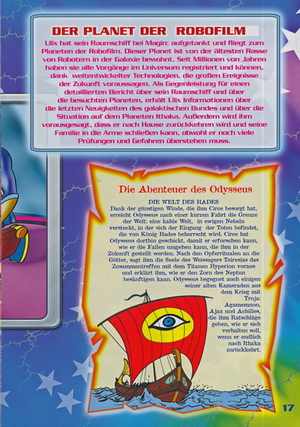 DER PLANET DER ROBOFILM
Ulix hat sein Raumschiff bei Magirc aufgetankt und fliegt zum
Planeten der Robofilm. Dieser Planet ist von der ältesten Rasse
von Robotern in der Galaxie bewohnt. Seit Millionen von Jahren
haben sie alle Vorgänge im Universum registriert und können,
dank weitentwickelter Technologien, die großen Ereignisse
der Zukunft voraussagen. Als Gegenleistung für einen
detaillierten Bericht über sein Raumschiff und über
die besuchten Planeten, erhält Ulix Informationen über
die letzten Neuigkeiten des galaktischen Bundes und über die
Situation auf dem Planeten Ithaka. Außerdem wird ihm
vorausgesagt, dass er nach Hause zurückkehren wird und seine
Familie in die Arme schließen kann, obwohl er noch viele
Prüfungen und Gefahren überstehen muss.
Die Abenteuer des Odysseus
DIE WELT DES HADES
Dank der günstigen Winde, die ihm Circe besorgt hat,
erreicht Odysseus nach einer kurzen Fahrt die Grenze
der Welt: eine kahle Welt, in ewigen Nebeln
versteckt, in der sich der Eingang der Toten befindet,
die von König Hades beherrscht wird. Circe hat
Odysseus dorthin geschickt, damit er erforschen kann,
wie er die Fallen umgehen kann, die ihm in der
Zukunft gestellt werden. Nach den Opferritualen an die
Götter, sagt ihm die Seele des Weissagers Teiresias das
Zusammentreffen mit dem Titanen Hyperion voraus
und erklärt ihm, wie er den Zorn des Neptun
besänftigen kann. Odysseus begegnet auch einigen
seiner alten Kameraden aus
dem Krieg mit
Troja:
Agamemnon,
Ajax und Achilles,
die ihm Ratschläge
geben, wie er sich
verhalten soll,
wenn er endlich
nach Ithaka
zurückkehrt.
17